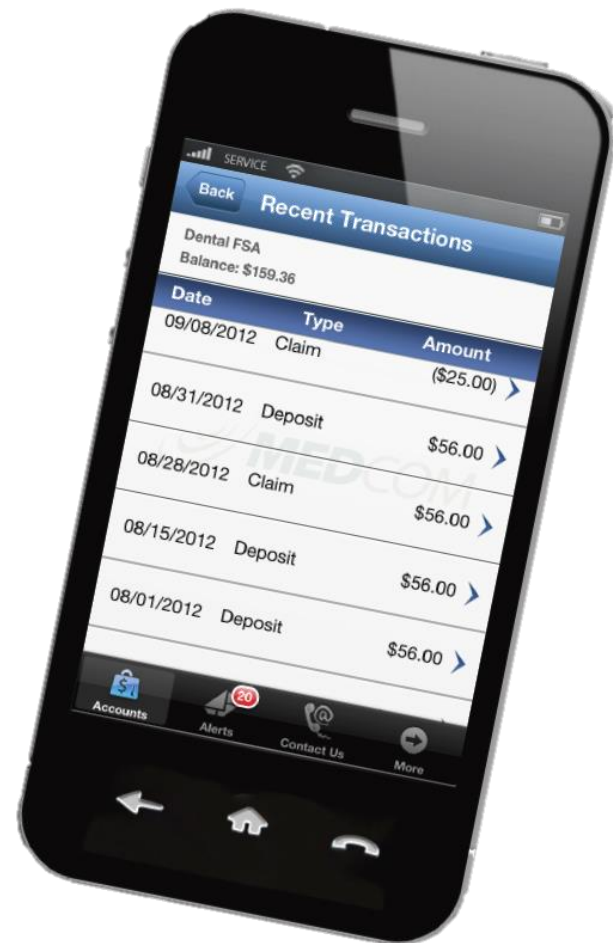 SERVICE
Back Recent Transactions
Dental FSA
Balance: $159.36
Date Type Amount
09/08/2012 Claim ($25.00)
08/31/2012 Deposit $56.00
MEDCOM
08/28/2012 Claim $56.00
08/15/2012 Deposit $56.00
08/01/2012 Deposit $56.00
20
Accounts Alerts Contact Us More